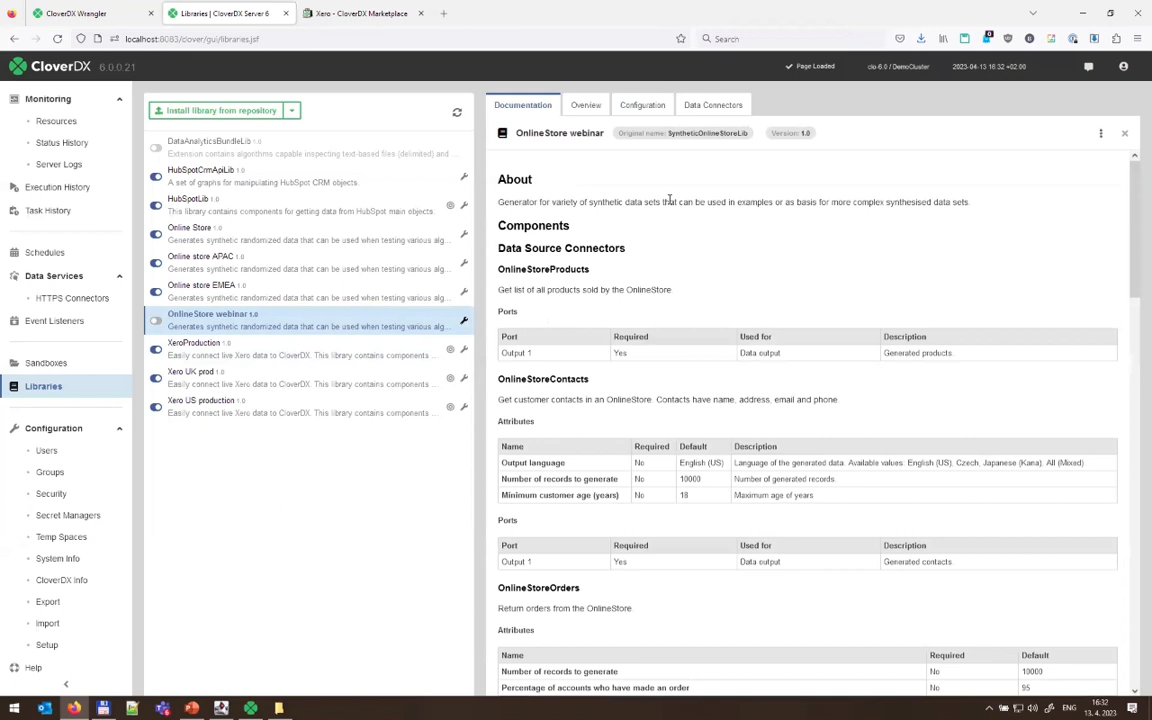 CloverDX Wrangler
Libraries | CloverDX Server 6
Xero - CloverDX Marketplace
localhost:8083/clover/gui/libraries.jsf
Search
CloverDX 6.0.0.21
Page Loaded
clo-6.0 / DemoCluster
2023-04-13 16:32 +02:00
Monitoring
Resources
Status History
Server Logs
Execution History
Task History
Schedules
Data Services
HTTPS Connectors
Event Listeners
Sandboxes
Libraries
Configuration
Users
Groups
Security
Secret Managers
Temp Spaces
System Info
CloverDX Info
Export
Import
Setup
Help
Install library from repository
DataAnalyticsBundleLib 1.0
Extension contains algorithms capable inspecting text-based files (delimited) and ...
HubSpotCrmApiLib 1.0
A set of graphs for manipulating HubSpot CRM objects.
HubSpotLib 1.0
This library contains components for getting data from HubSpot main objects.
Online Store 1.0
Generates synthetic randomized data that can be used when testing various alg...
Online store APAC 1.0
Generates synthetic randomized data that can be used when testing various alg...
Online store EMEA 1.0
Generates synthetic randomized data that can be used when testing various alg...
OnlineStore webinar 1.0
Generates synthetic randomized data that can be used when testing various alg...
XeroProduction 1.0
Easily connect live Xero data to CloverDX. This library contains components ...
Xero UK prod 1.0
Easily connect live Xero data to CloverDX. This library contains components ...
Xero US production 1.0
Easily connect live Xero data to CloverDX. This library contains components ...
Documentation Overview Configuration Data Connectors
OnlineStore webinar Original name: SyntheticOnlineStoreLib Version: 1.0
About
Generator for variety of synthetic data sets that can be used in examples or as basis for more complex synthesised data sets.
Components
Data Source Connectors
OnlineStoreProducts
Get list of all products sold by the OnlineStore.
Ports
Port Required Used for Description
Output 1 Yes Data output Generated products.
OnlineStoreContacts
Get customer contacts in an OnlineStore. Contacts have name, address, email and phone.
Attributes
Name Required Default Description
Output language No English (US) Language of the generated data. Available values: English (US), Czech, Japanese (Kana), All (Mixed)
Number of records to generate No 10000 Number of generated records.
Minimum customer age (years) No 18 Maximum age of years
Ports
Port Required Used for Description
Output 1 Yes Data output Generated contacts.
OnlineStoreOrders
Return orders from the OnlineStore.
Attributes
Name Required Default
Number of records to generate No 10000
Percentage of accounts who have made an order No 95
ENG
16:32
13. 4. 2023